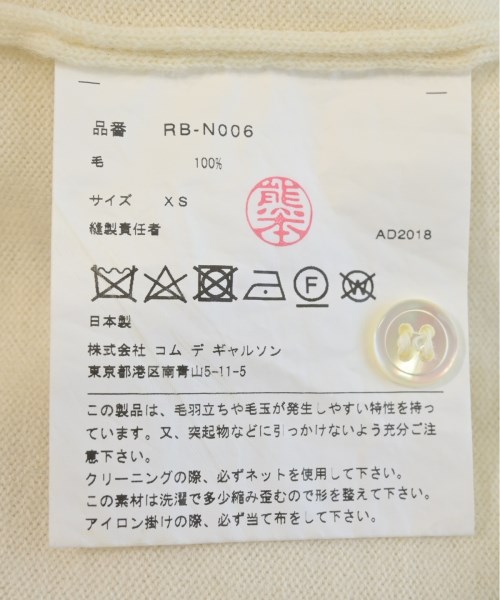 品番 RB-N006
毛 100%
サイズ XS
縫製責任者
熊本
AD2018
F
W
日本製
株式会社 コム デ ギャルソン
東京都港区南青山5-11-5
この製品は、毛羽立ちや毛玉が発生しやすい特性を持っ
ています。又、突起物などに引っかけないよう充分ご注
意下さい。
クリーニングの際、必ずネットを使用して下さい。
この素材は洗濯で多少縮み歪むので形を整えて下さい。
アイロン掛けの際、必ず当て布をして下さい。